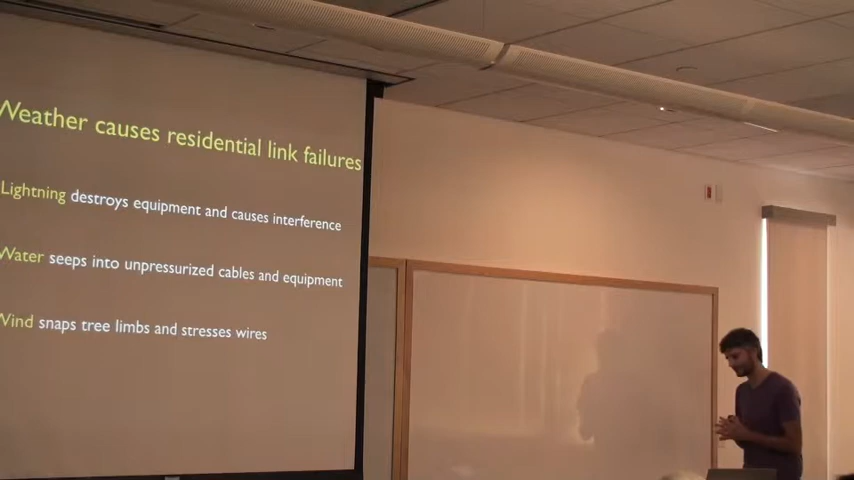 Weather causes residential link failures
Lightning destroys equipment and causes interference
Water seeps into unpressurized cables and equipment
Wind snaps tree limbs and stresses wires